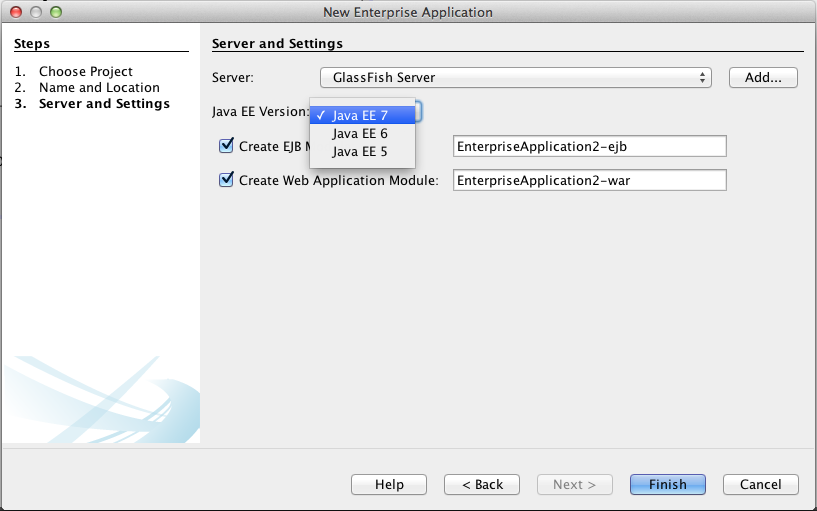 New Enterprise Application
Steps
1. Choose Project
2. Name and Location
3. Server and Settings
Server and Settings
Server: GlassFish Server Add...
Java EE Version:
✓ Java EE 7
Java EE 6
Java EE 5
Create EJB EnterpriseApplication2-ejb
Create Web Application Module: EnterpriseApplication2-war
Help < Back Next > Finish Cancel